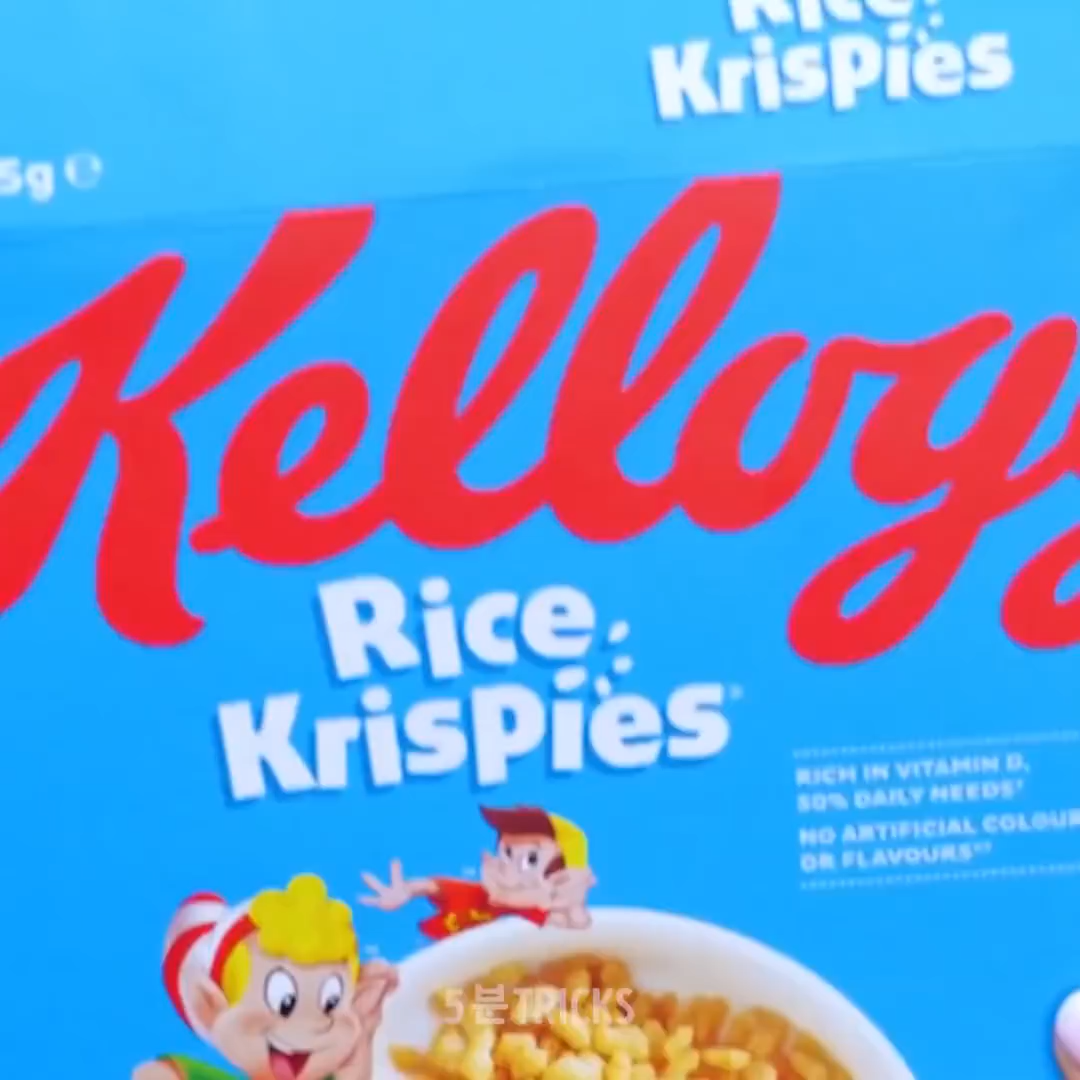 Rice
Krispies
5g ℮
Kellogg
Rice
Krispies
RICH IN VITAMIN D,
50% DAILY NEEDS
NO ARTIFICIAL COLOUR
OR FLAVOURS
5분TRICKS